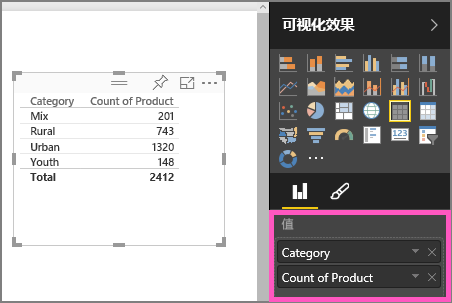 可视化效果
Category Count of Product
Mix 201
Rural 743
Urban 1320
Youth 148
Total 2412
123
值
Category
Count of Product